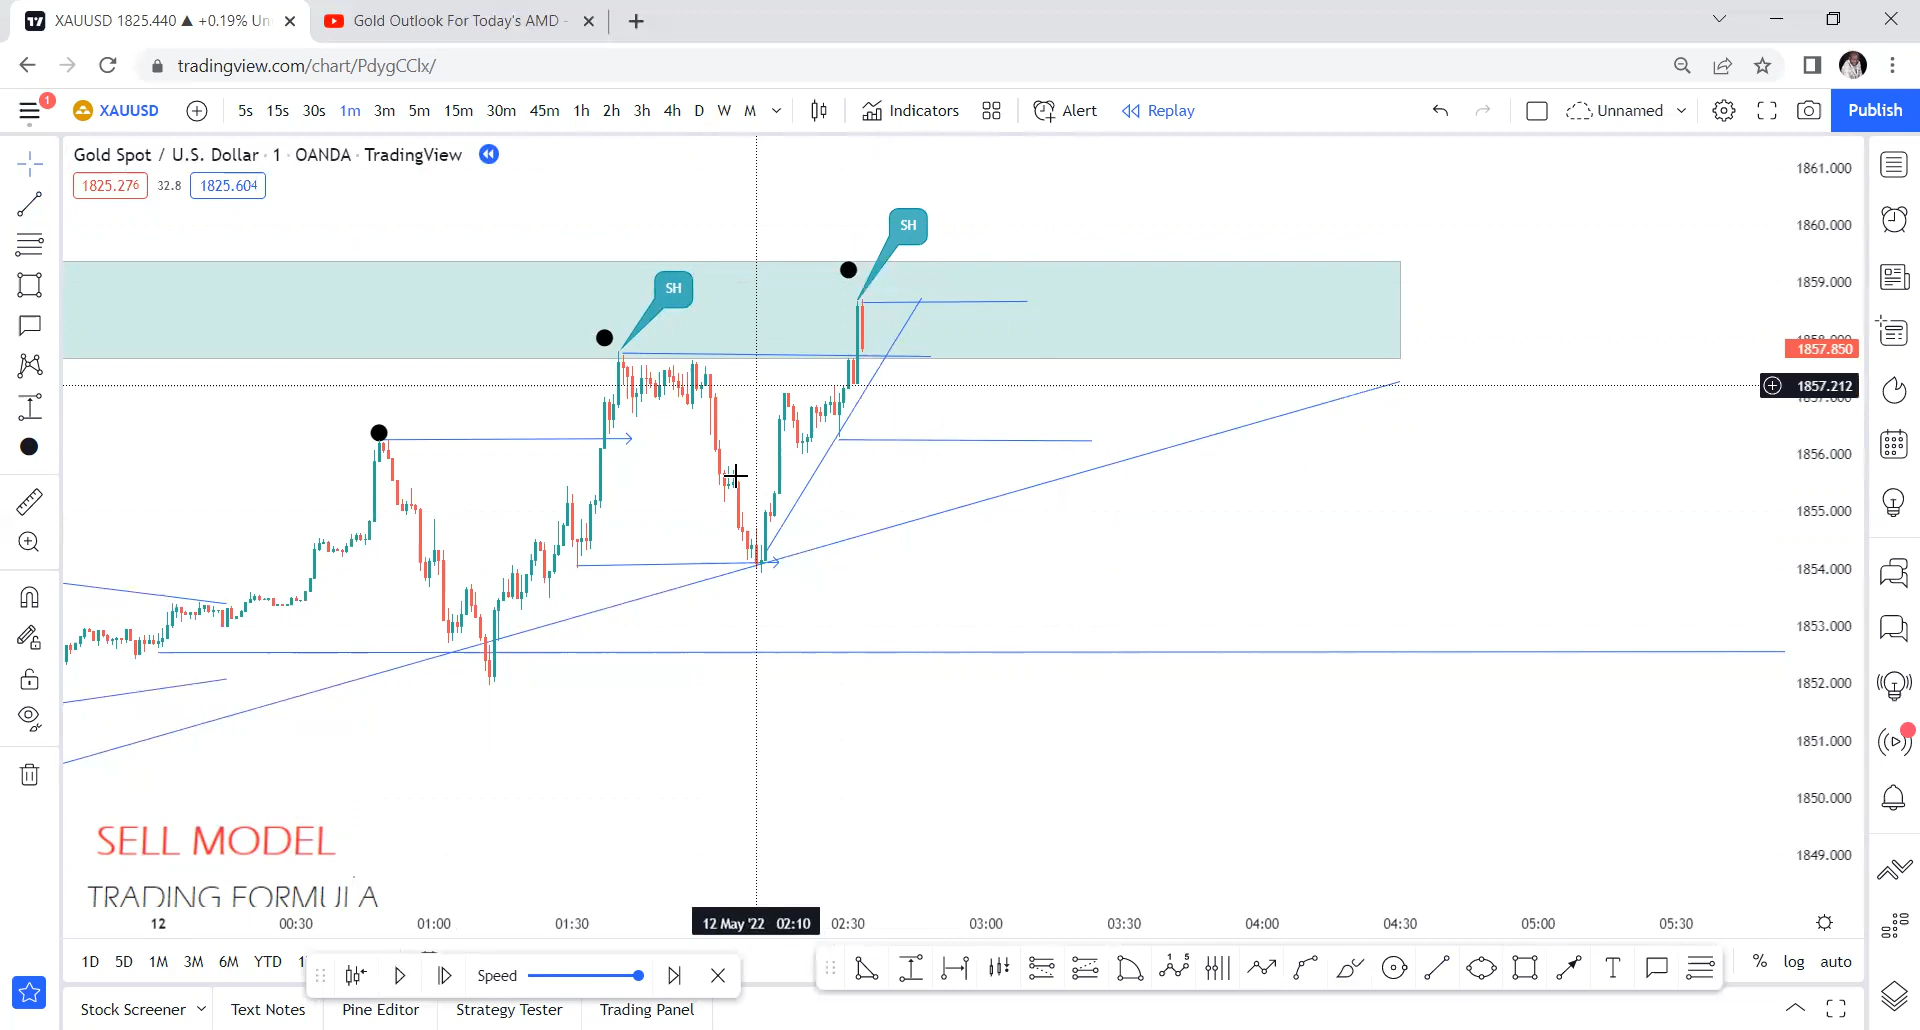 XAUUSD 1825.440 ▲ +0.19% Un
Gold Outlook For Today's AMD -
tradingview.com/chart/PdygCClx/
1
XAUUSD
5s 15s 30s 1m 3m 5m 15m 30m 45m 1h 2h 3h 4h D W M
Indicators
Alert
Replay
Unnamed
Publish
Gold Spot / U.S. Dollar · 1 · OANDA · TradingView
1825.276 32.8 1825.604
SH
SH
1861.000
1860.000
1859.000
1857.850
1857.212
1856.000
1855.000
1854.000
1853.000
1852.000
1851.000
1850.000
1849.000
SELL MODEL
TRADING FORMULA
12 00:30 01:00 01:30 12 May '22 02:10 02:30 03:00 03:30 04:00 04:30 05:00 05:30
1D 5D 1M 3M 6M YTD
Speed
% log auto
Stock Screener Text Notes Pine Editor Strategy Tester Trading Panel